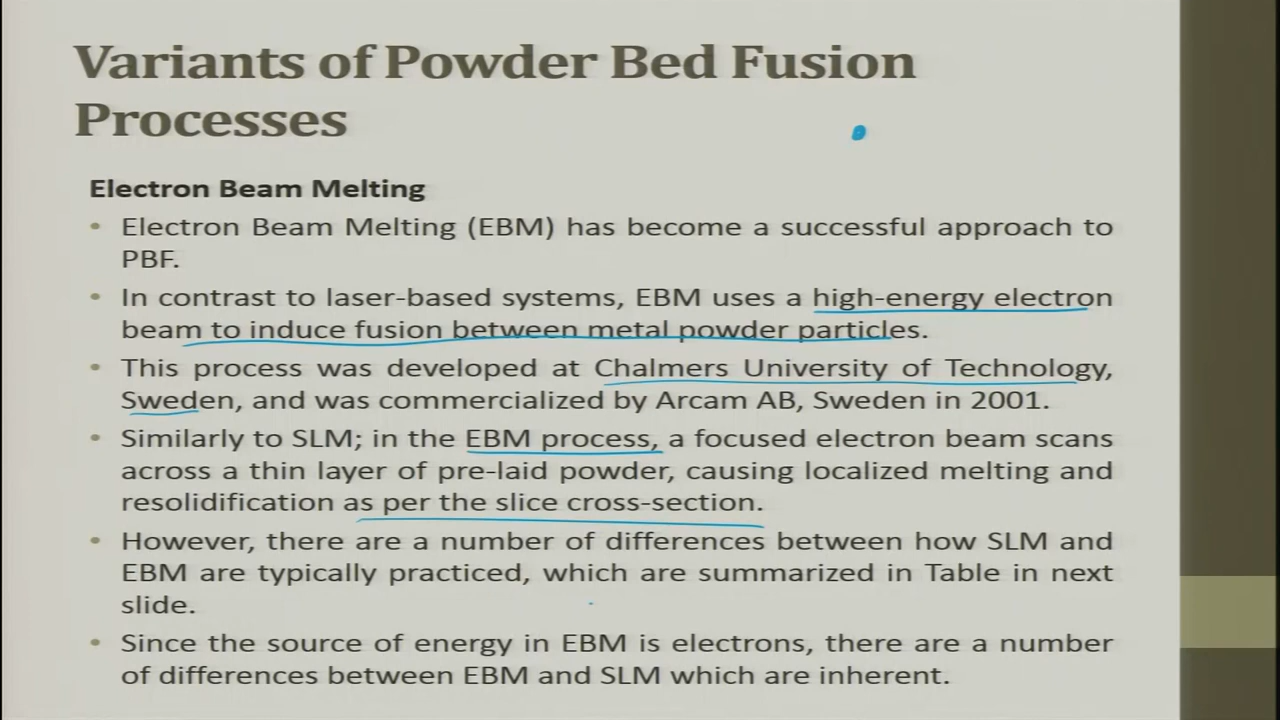 Variants of Powder Bed Fusion
Processes
Electron Beam Melting
• Electron Beam Melting (EBM) has become a successful approach to
PBF.
• In contrast to laser-based systems, EBM uses a high-energy electron
beam to induce fusion between metal powder particles.
• This process was developed at Chalmers University of Technology,
Sweden, and was commercialized by Arcam AB, Sweden in 2001.
• Similarly to SLM; in the EBM process, a focused electron beam scans
across a thin layer of pre-laid powder, causing localized melting and
resolidification as per the slice cross-section.
• However, there are a number of differences between how SLM and
EBM are typically practiced, which are summarized in Table in next
slide.
• Since the source of energy in EBM is electrons, there are a number
of differences between EBM and SLM which are inherent.